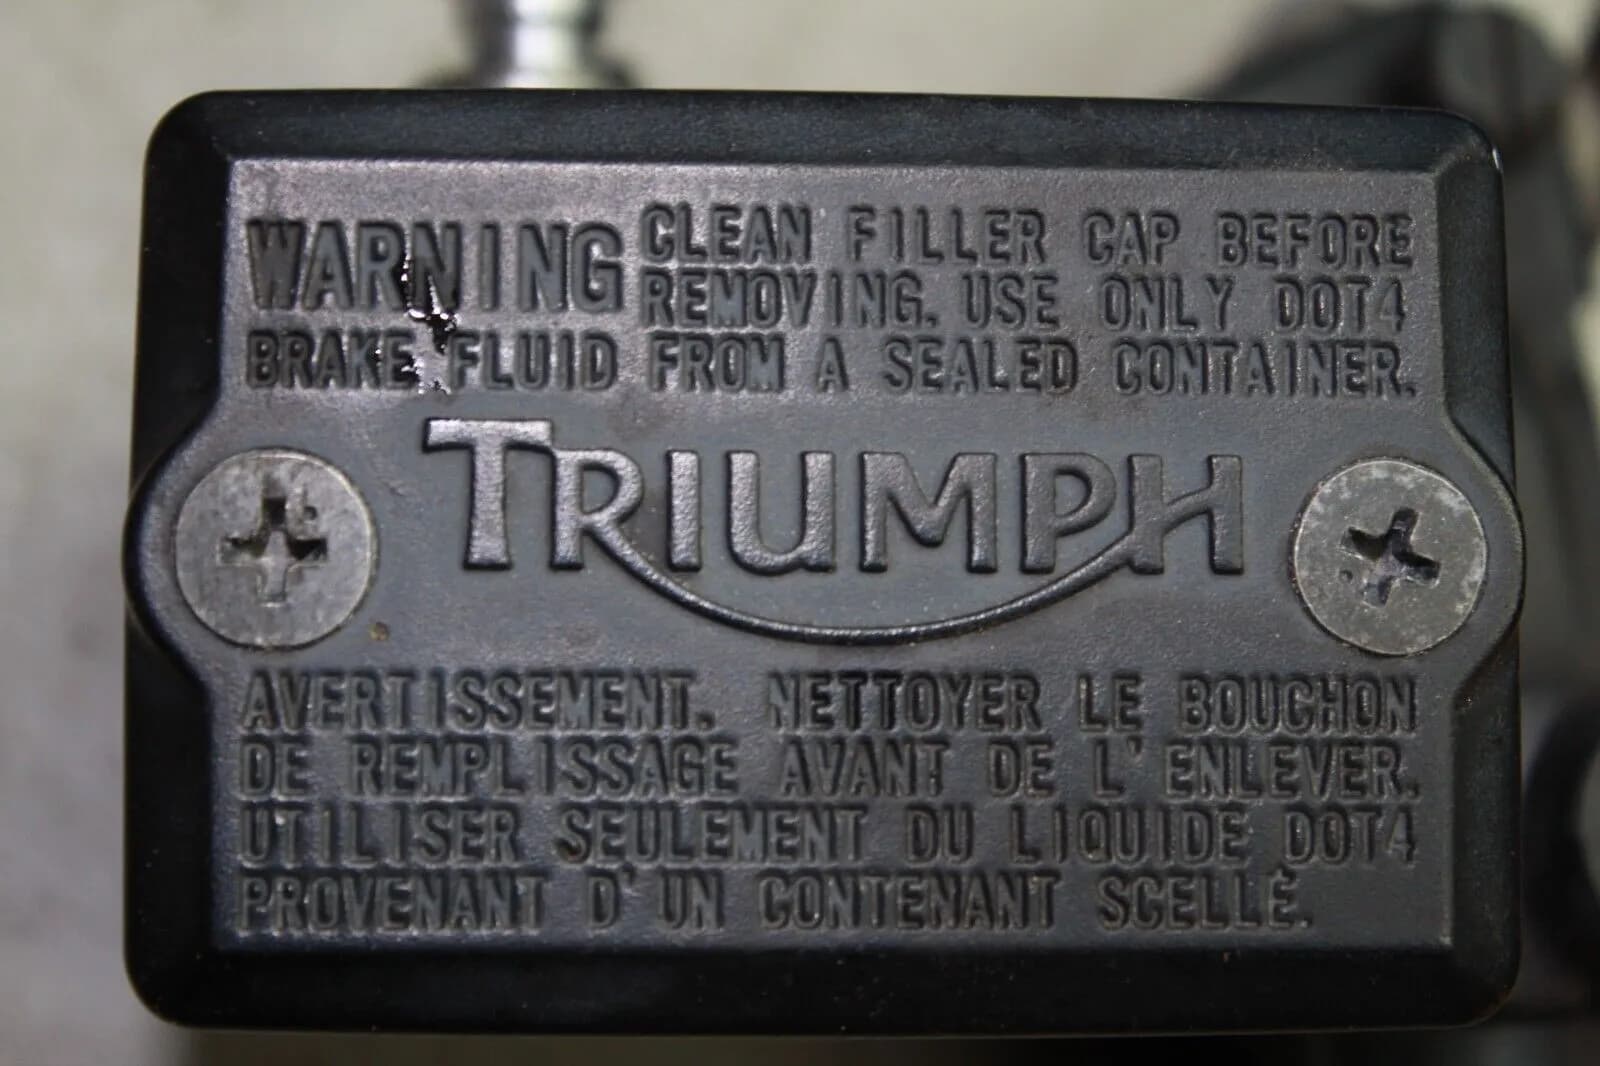 WARNING CLEAN FILLER CAP BEFORE
REMOVING. USE ONLY DOT4
BRAKE FLUID FROM A SEALED CONTAINER.
TRIUMPH
AVERTISSEMENT. NETTOYER LE BOUCHON
DE REMPLISSAGE AVANT DE L'ENLEVER.
UTILISER SEULEMENT DU LIQUIDE DOT4
PROVENANT D'UN CONTENANT SCELLÉ.